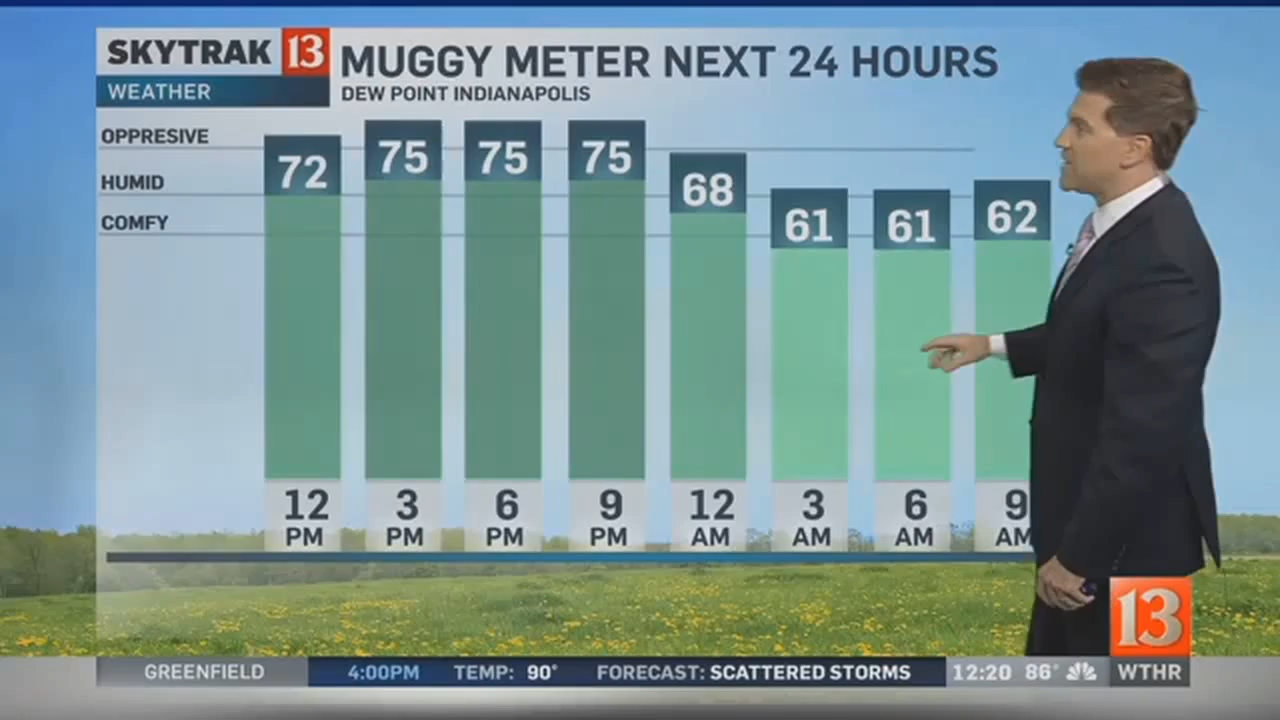 SKYTRAK 13
WEATHER
MUGGY METER NEXT 24 HOURS
DEW POINT INDIANAPOLIS
OPPRESIVE
HUMID
COMFY
72 75 75 75 68 61 61 62
12 3 6 9 12 3 6 9
PM PM PM PM AM AM AM AM
13
GREENFIELD 4:00PM TEMP: 90° FORECAST: SCATTERED STORMS 12:20 86° WTHR